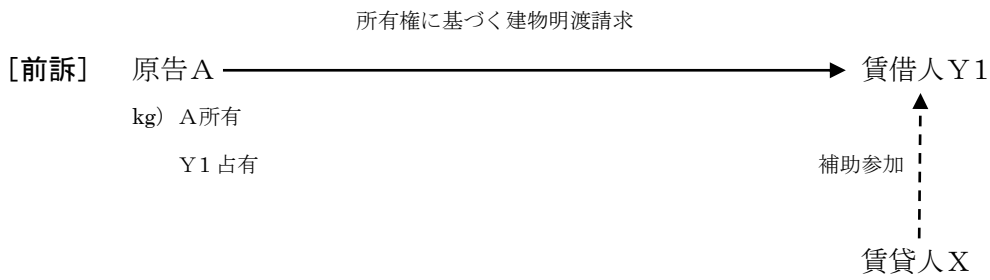 所有権に基づく建物明渡請求
［前訴］ 原告Ａ 賃借人Ｙ１
kg）Ａ所有
Ｙ１占有 補助参加
賃貸人Ｘ